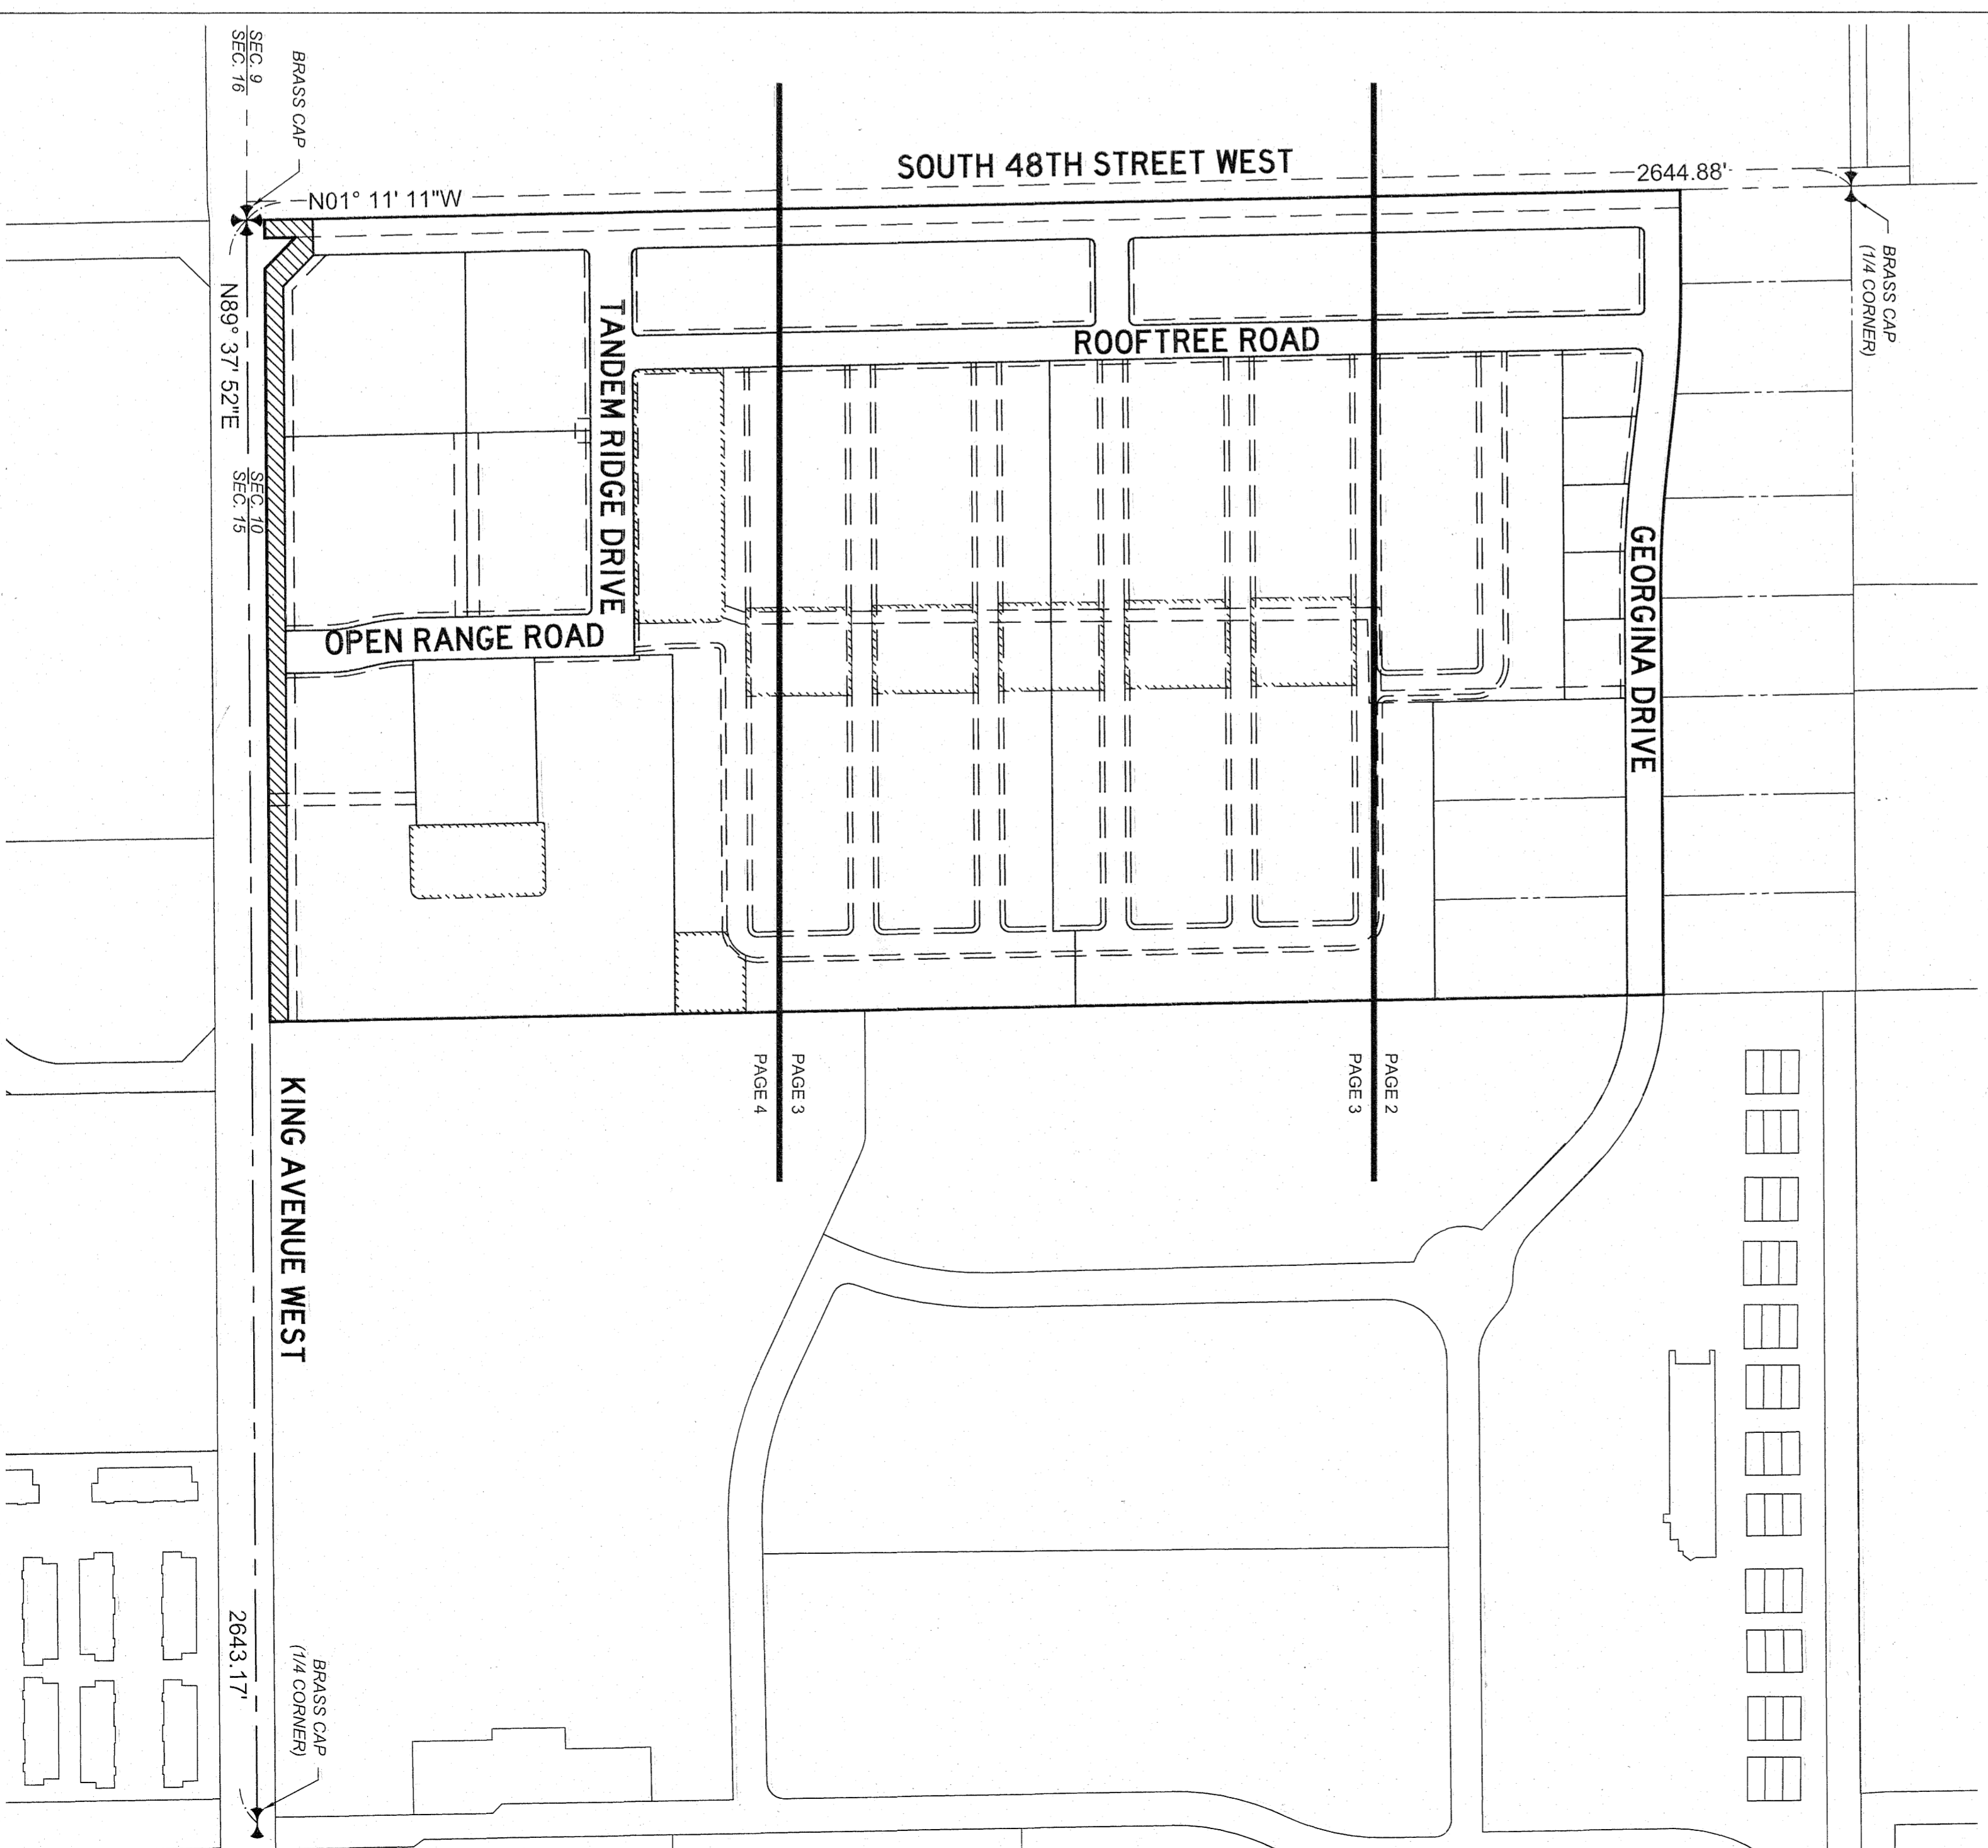 SEC. 9
SEC. 16
BRASS CAP
N01° 11' 11"W
SOUTH 48TH STREET WEST
2644.88'
BRASS CAP
(1/4 CORNER)
N89° 37' 52"E
SEC. 10
SEC. 15
TANDEM RIDGE DRIVE
ROOFTREE ROAD
GEORGINA DRIVE
OPEN RANGE ROAD
PAGE 3
PAGE 4
PAGE 2
PAGE 3
KING AVENUE WEST
2643.17'
BRASS CAP
(1/4 CORNER)